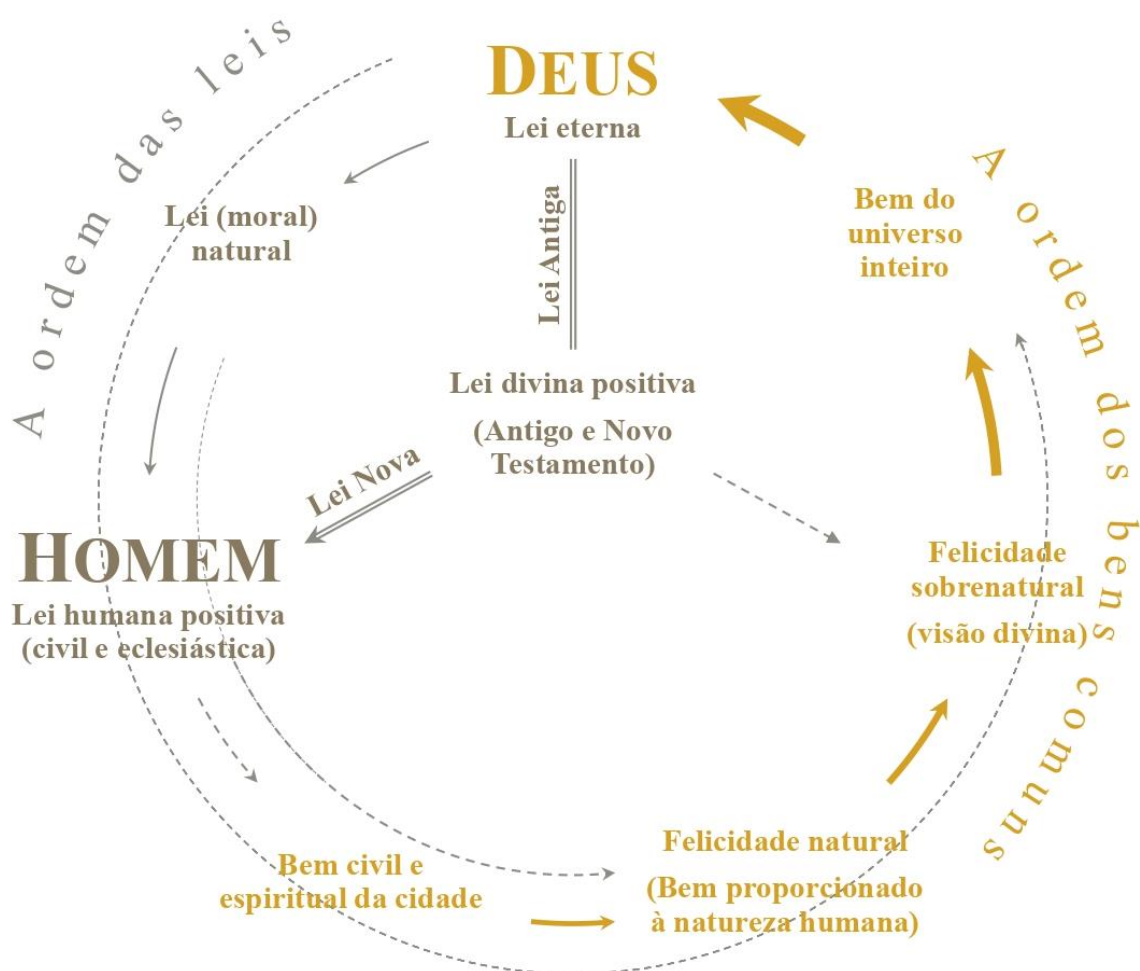 A ordem das leis
DEUS
Lei eterna
Lei (moral)
natural
Lei Antiga
Bem do
universo
inteiro
A ordem dos bens comuns
Lei divina positiva
(Antigo e Novo
Testamento)
Lei Nova
HOMEM
Lei humana positiva
(civil e eclesiástica)
Felicidade
sobrenatural
(visão divina)
Bem civil e
espiritual da cidade
Felicidade natural
(Bem proporcionado
à natureza humana)